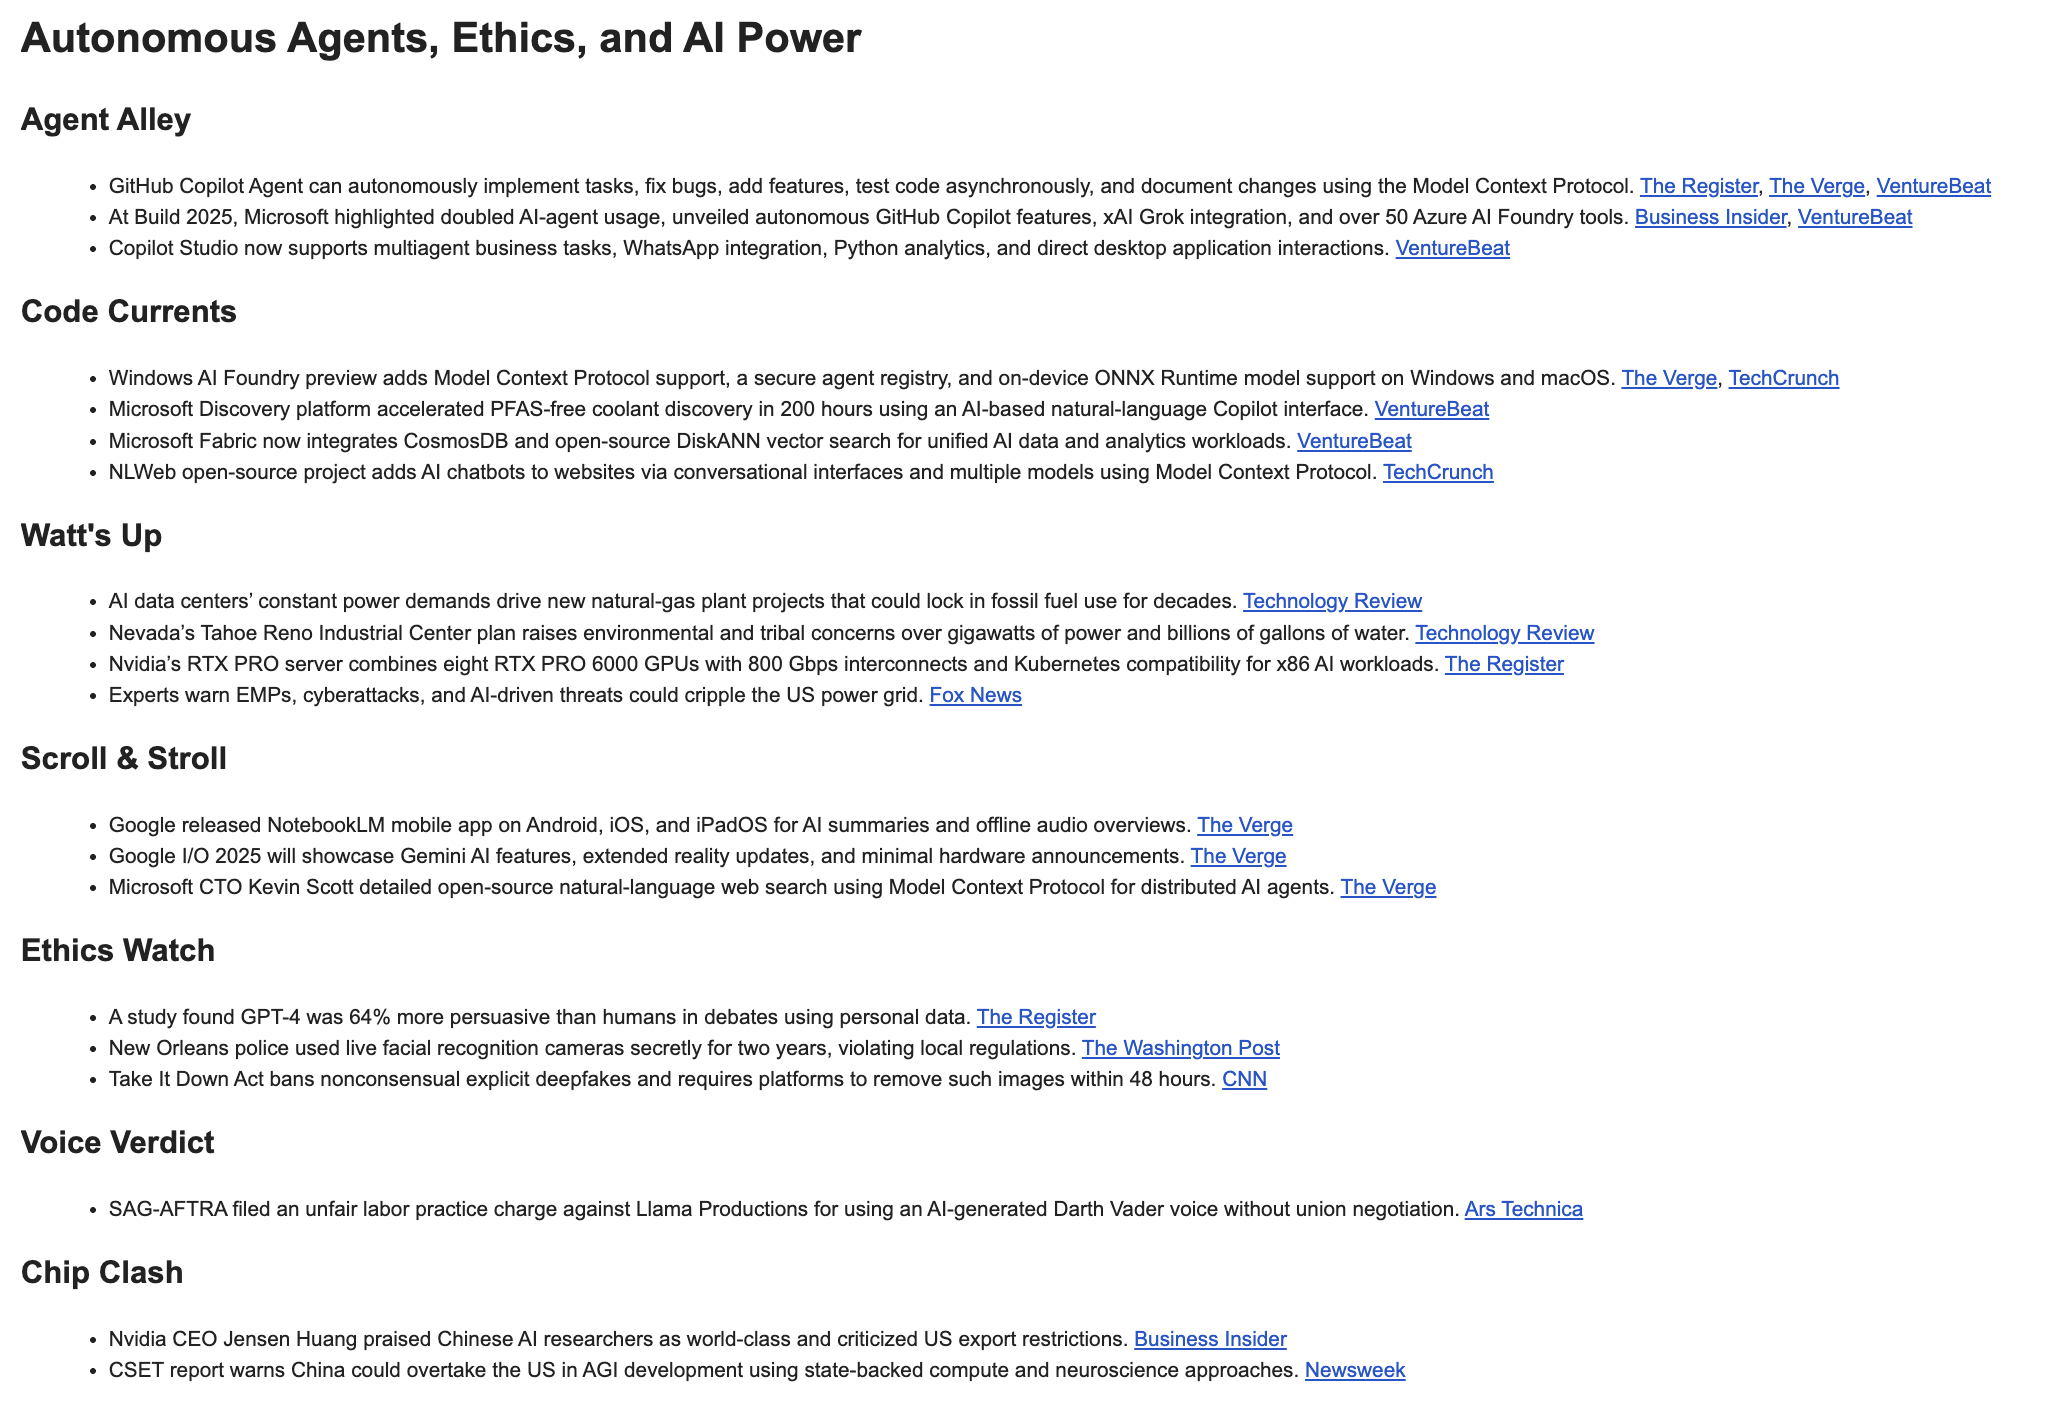 Autonomous Agents, Ethics, and AI Power
Agent Alley
• GitHub Copilot Agent can autonomously implement tasks, fix bugs, add features, test code asynchronously, and document changes using the Model Context Protocol. The Register, The Verge, VentureBeat
• At Build 2025, Microsoft highlighted doubled AI-agent usage, unveiled autonomous GitHub Copilot features, xAI Grok integration, and over 50 Azure AI Foundry tools. Business Insider, VentureBeat
• Copilot Studio now supports multiagent business tasks, WhatsApp integration, Python analytics, and direct desktop application interactions. VentureBeat
Code Currents
• Windows AI Foundry preview adds Model Context Protocol support, a secure agent registry, and on-device ONNX Runtime model support on Windows and macOS. The Verge, TechCrunch
• Microsoft Discovery platform accelerated PFAS-free coolant discovery in 200 hours using an AI-based natural-language Copilot interface. VentureBeat
• Microsoft Fabric now integrates CosmosDB and open-source DiskANN vector search for unified AI data and analytics workloads. VentureBeat
• NLWeb open-source project adds AI chatbots to websites via conversational interfaces and multiple models using Model Context Protocol. TechCrunch
Watt's Up
• AI data centers’ constant power demands drive new natural-gas plant projects that could lock in fossil fuel use for decades. Technology Review
• Nevada’s Tahoe Reno Industrial Center plan raises environmental and tribal concerns over gigawatts of power and billions of gallons of water. Technology Review
• Nvidia’s RTX PRO server combines eight RTX PRO 6000 GPUs with 800 Gbps interconnects and Kubernetes compatibility for x86 AI workloads. The Register
• Experts warn EMPs, cyberattacks, and AI-driven threats could cripple the US power grid. Fox News
Scroll & Stroll
• Google released NotebookLM mobile app on Android, iOS, and iPadOS for AI summaries and offline audio overviews. The Verge
• Google I/O 2025 will showcase Gemini AI features, extended reality updates, and minimal hardware announcements. The Verge
• Microsoft CTO Kevin Scott detailed open-source natural-language web search using Model Context Protocol for distributed AI agents. The Verge
Ethics Watch
• A study found GPT-4 was 64% more persuasive than humans in debates using personal data. The Register
• New Orleans police used live facial recognition cameras secretly for two years, violating local regulations. The Washington Post
• Take It Down Act bans nonconsensual explicit deepfakes and requires platforms to remove such images within 48 hours. CNN
Voice Verdict
• SAG-AFTRA filed an unfair labor practice charge against Llama Productions for using an AI-generated Darth Vader voice without union negotiation. Ars Technica
Chip Clash
• Nvidia CEO Jensen Huang praised Chinese AI researchers as world-class and criticized US export restrictions. Business Insider
• CSET report warns China could overtake the US in AGI development using state-backed compute and neuroscience approaches. Newsweek